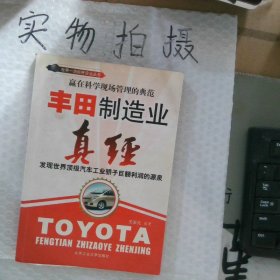 实物拍摄
赢在科学现场管理的典范
丰田制造业
真经
发现世界顶级汽车工业骄子巨额利润的源泉
TOYOTA
FENGTIAN ZHIZAOYE ZHENJING